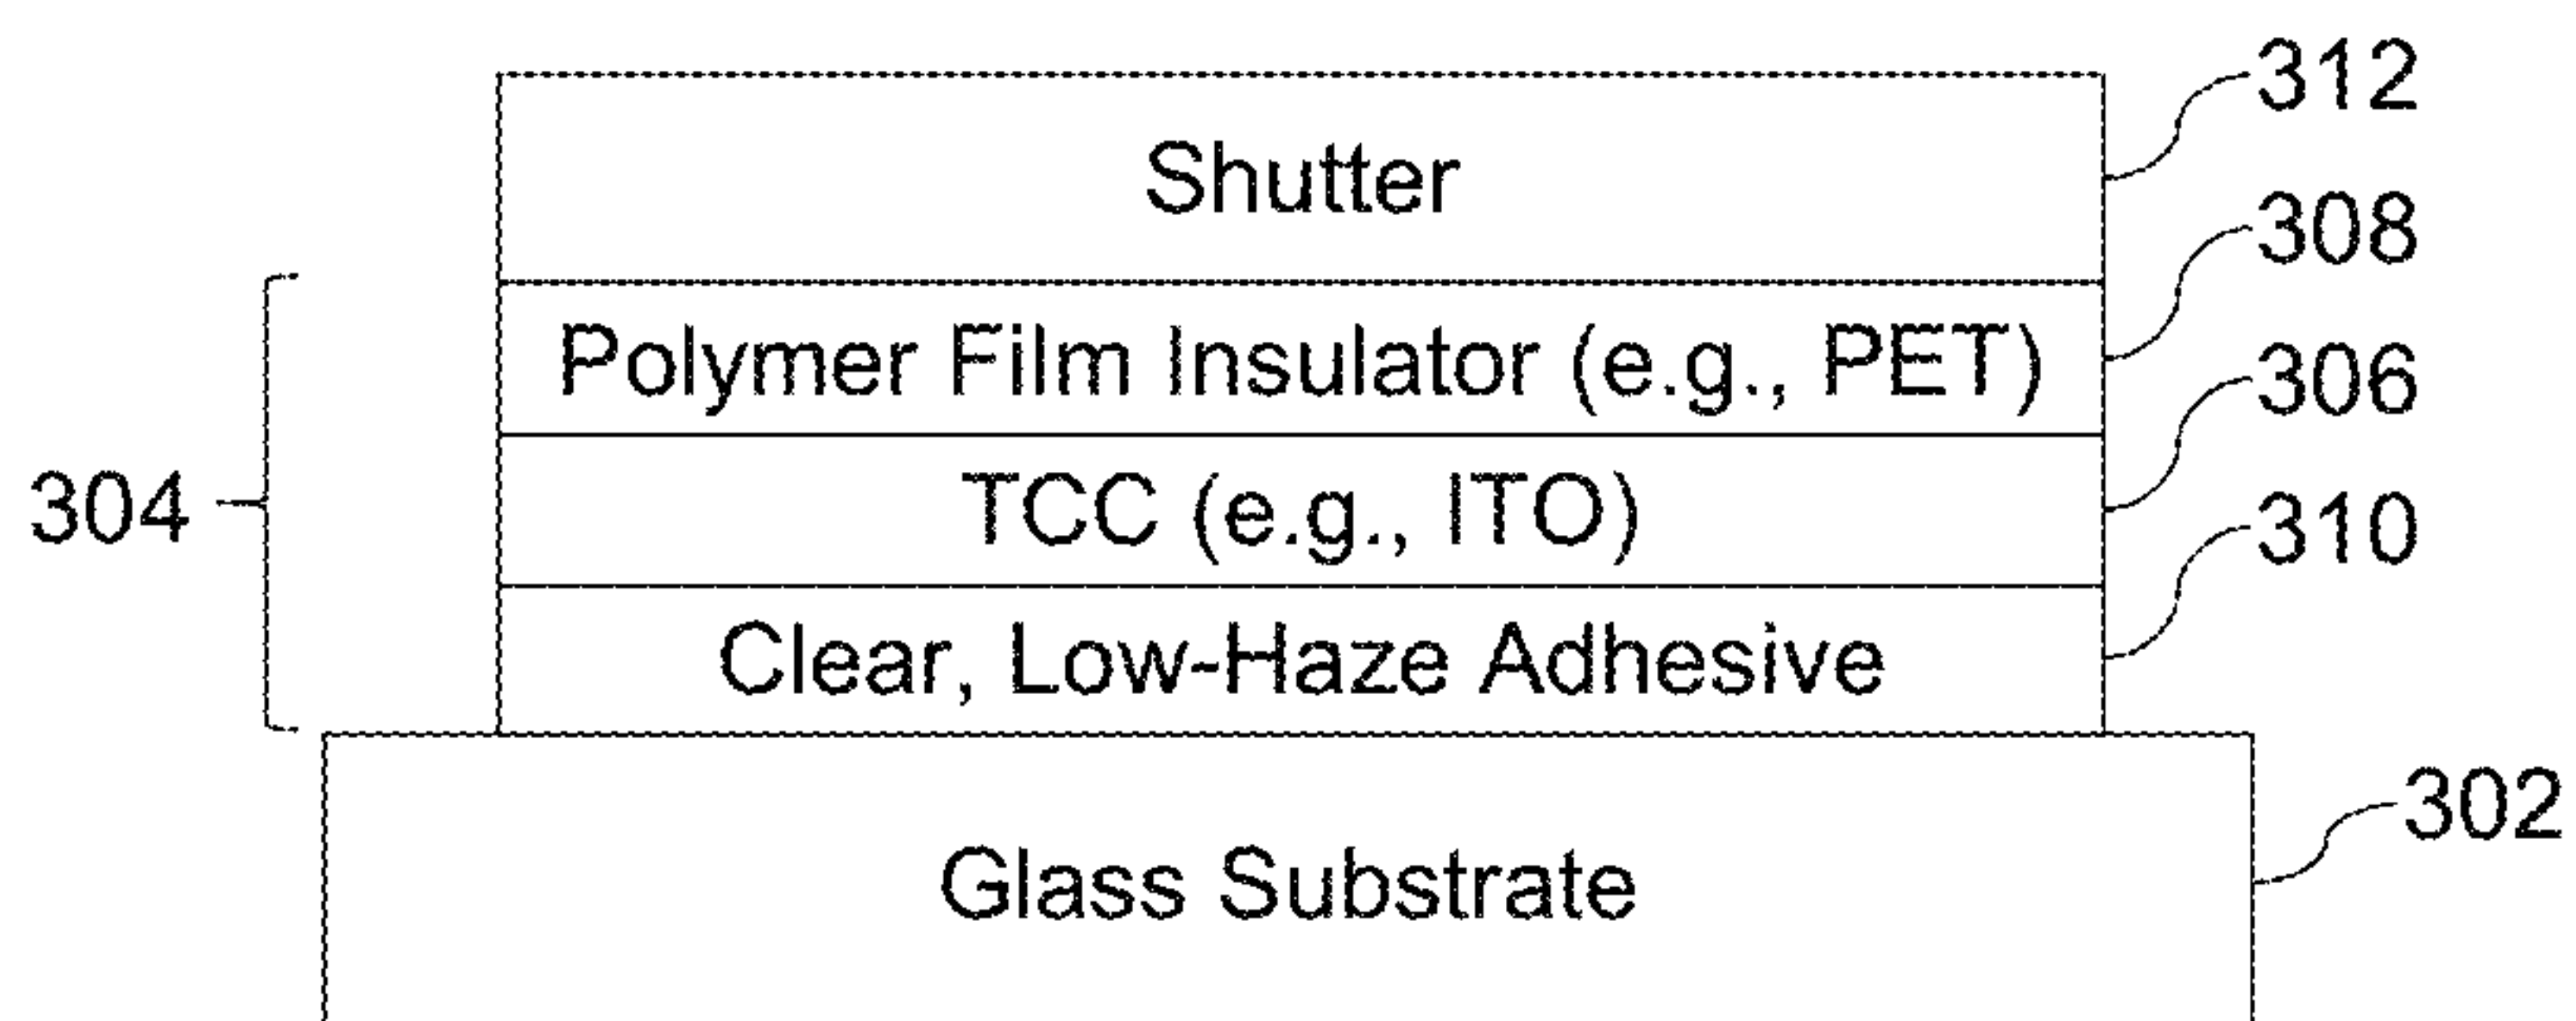 312
Shutter
308
Polymer Film Insulator (e.g., PET)
306
304
TCC (e.g., ITO)
310
Clear, Low-Haze Adhesive
302
Glass Substrate